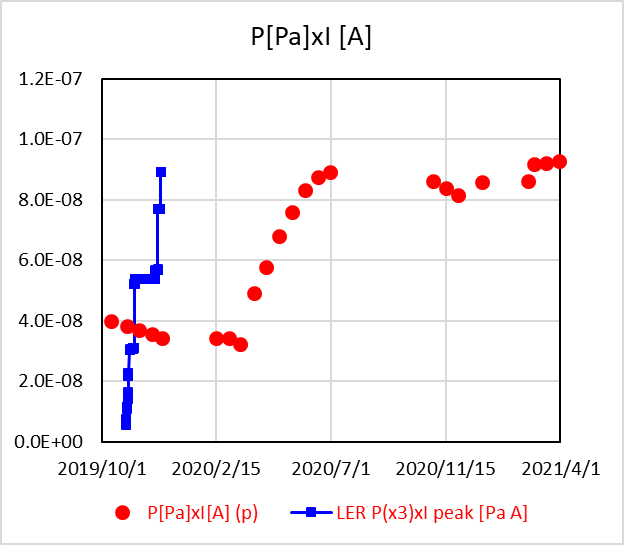 P[Pa]xI [A]
1.2E-07
1.0E-07
8.0E-08
6.0E-08
4.0E-08
2.0E-08
0.0E+00
2019/10/1 2020/2/15 2020/7/1 2020/11/15 2021/4/1
P[Pa]xI[A] (p) LER P(x3)xI peak [Pa A]